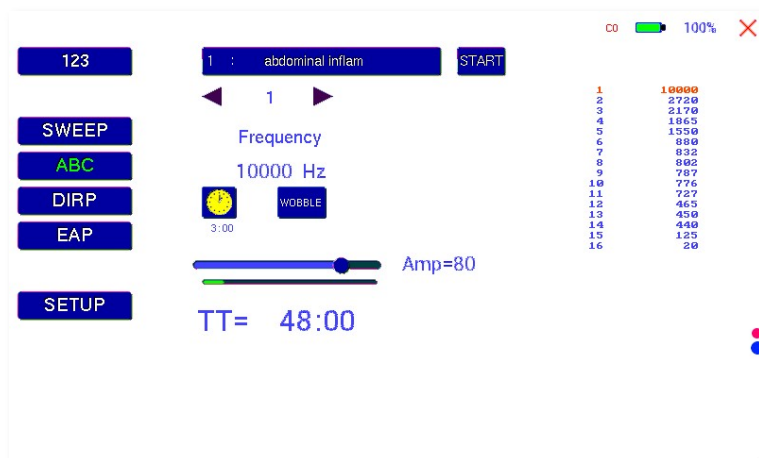 C0 100%
123
1 : abdominal inflam START
1
SWEEP
ABC
DIRP
EAP
SETUP
Frequency
10000 Hz
WOBBLE
3:00
Amp=80
TT= 48:00
1 10000
2 2720
3 2170
4 1865
5 1550
6 880
7 832
8 802
9 787
10 776
11 727
12 465
13 450
14 440
15 125
16 20